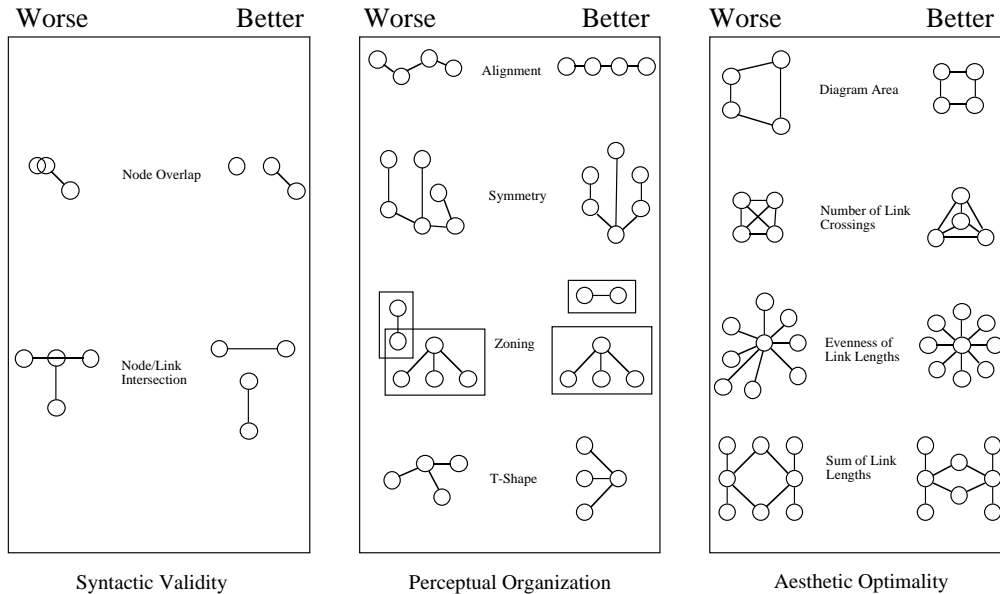 Worse
Better
Node Overlap
Node/Link
Intersection
Syntactic Validity
Worse
Better
Alignment
Symmetry
Zoning
T-Shape
Perceptual Organization
Worse
Better
Diagram Area
Number of Link
Crossings
Evenness of
Link Lengths
Sum of Link
Lengths
Aesthetic Optimality